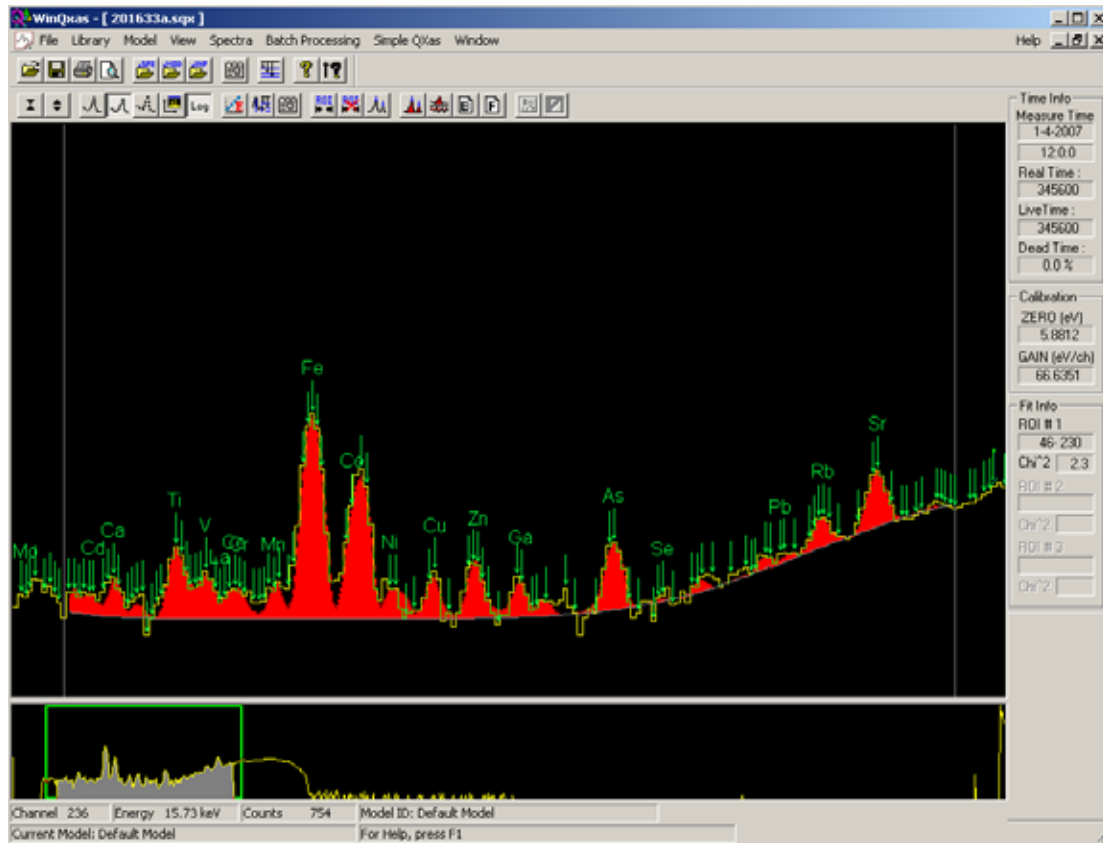 WinQxas - [ 201633a.sqx ]
File Library Model View Spectra Batch Processing Simple QXas Window Help
Log
Time Info
Measure Time
1-4-2007
12:0:0
Real Time :
345600
LiveTime :
345600
Dead Time :
0.0 %
Calibration
ZERO (eV)
5.8812
GAIN (eV/ch)
66.6351
Fit Info
ROI # 1
46- 230
Chi^2 2.3
ROI # 2
Chi^2
ROI # 3
Chi^2
Fe
Co
Sr
Ti
As
Rb
Ca
V
Cu
Zn
Ga
Pb
Cd
La
Cr
Mn
Ni
Se
Channel 236 Energy 15.73 keV Counts 754 Model ID: Default Model
Current Model: Default Model For Help, press F1